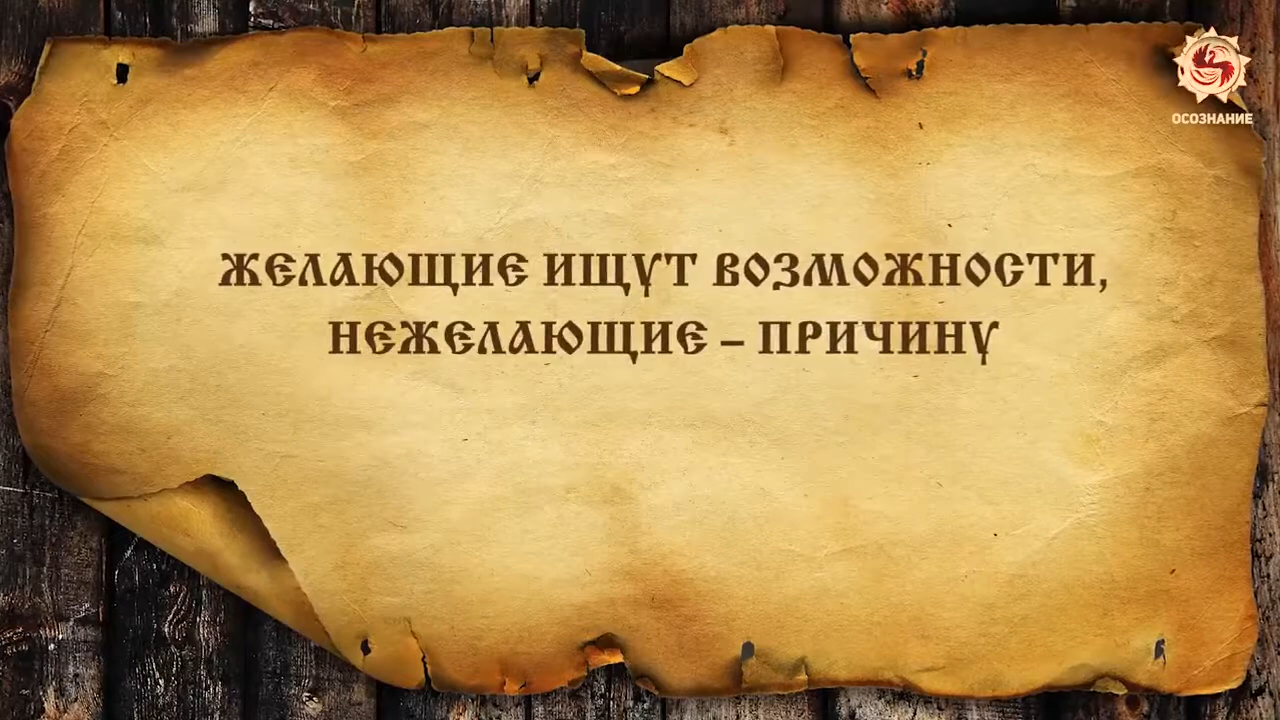 ОСОЗНАНИЕ
ЖЕЛАЮЩИЕ ИЩУТ ВОЗМОЖНОСТИ,
НЕЖЕЛАЮЩИЕ – ПРИЧИНУ